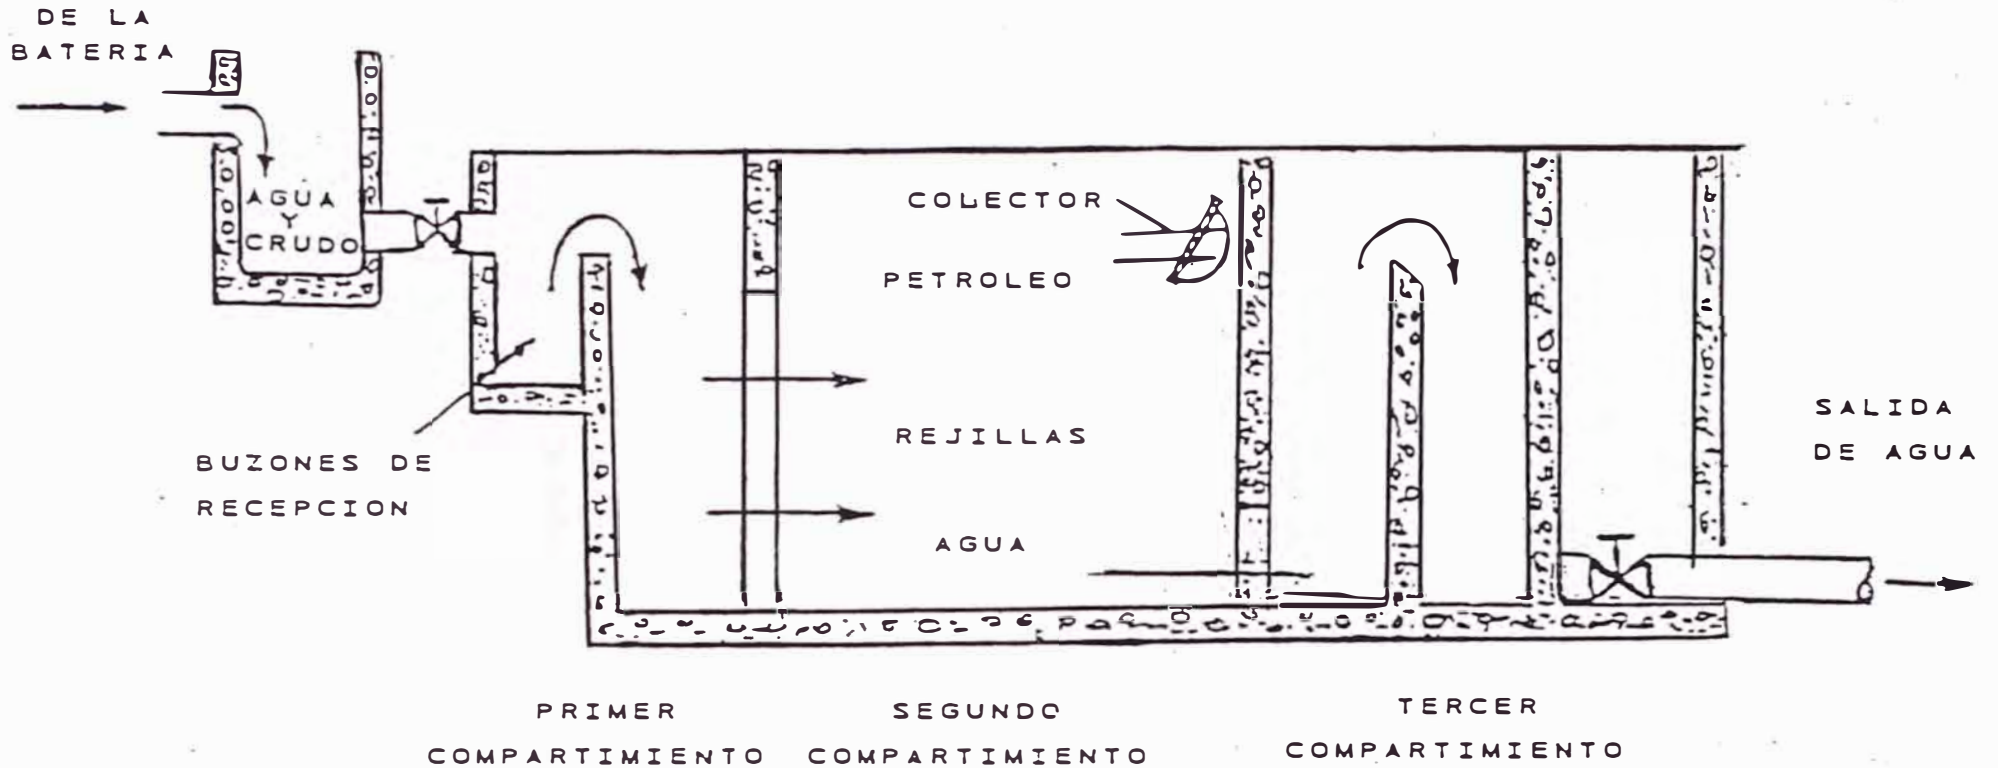 DE LA
BATERIA
AGUA
Y
CRUDO
COLECTOR
PETROLEO
REJILLAS
AGUA
BUZONES DE
RECEPCION
SALIDA
DE AGUA
PRIMER
COMPARTIMIENTO
SEGUNDO
COMPARTIMIENTO
TERCER
COMPARTIMIENTO